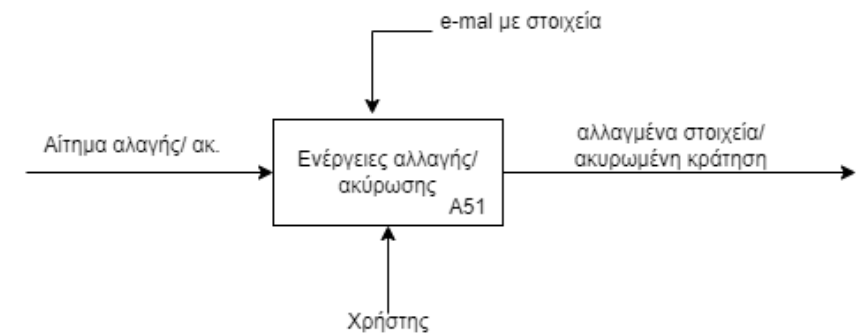 e-mal με στοιχεία
Αίτημα αλαγής/ ακ.
Ενέργειες αλλαγής/
ακύρωσης
A51
αλλαγμένα στοιχεία/
ακυρωμένη κράτηση
Χρήστης